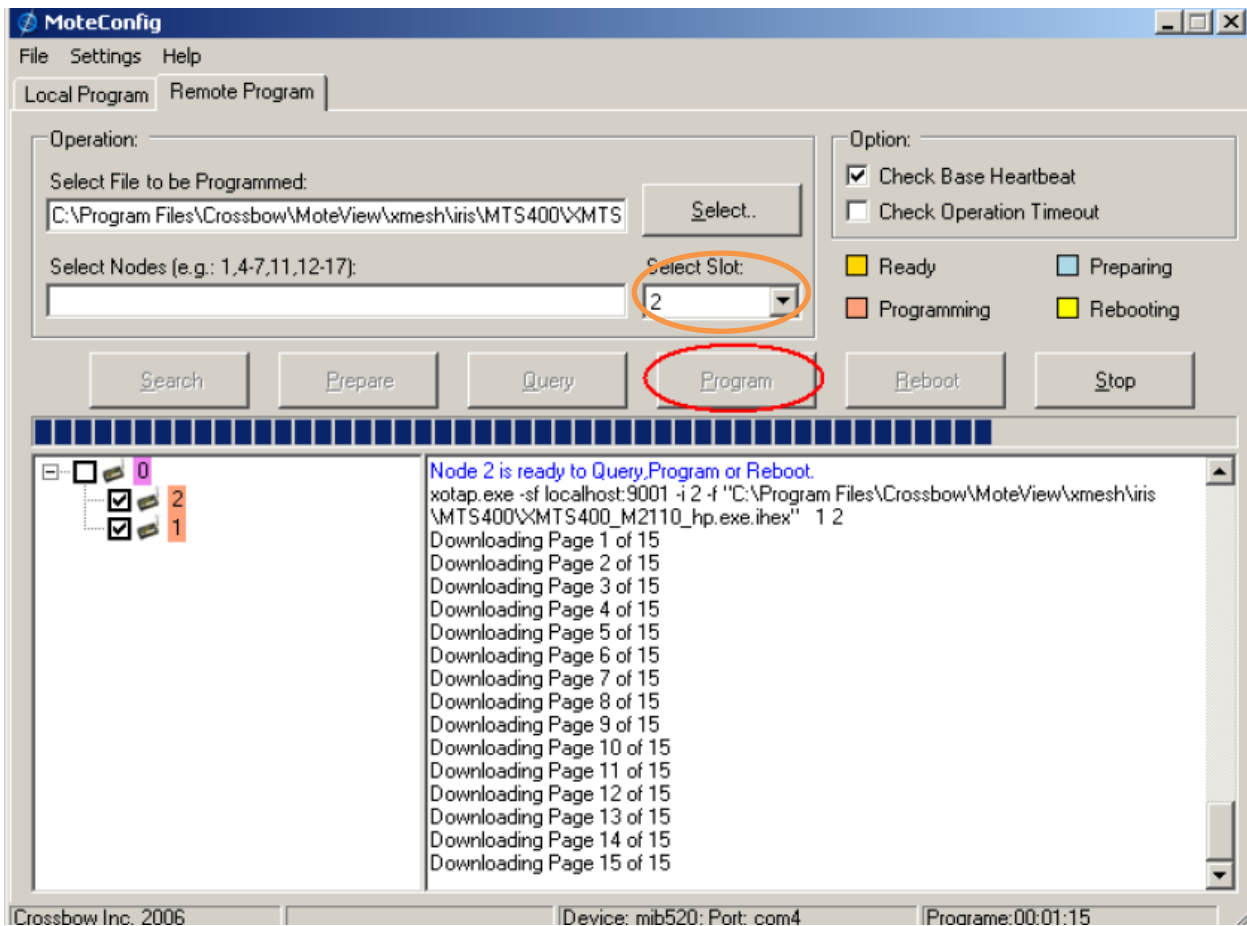 MoteConfig
File Settings Help
Local Program Remote Program
Operation:
Select File to be Programmed:
C:\Program Files\Crossbow\MoteView\xmesh\iris\MTS400\XMTS
Select..
Select Nodes (e.g.: 1,4-7,11,12-17):
Select Slot:
2
Option:
Check Base Heartbeat
Check Operation Timeout
Ready Preparing
Programming Rebooting
Search Prepare Query Program Reboot Stop
0
2
1
Node 2 is ready to Query,Program or Reboot.
xotap.exe -sf localhost:9001 -i 2 -f "C:\Program Files\Crossbow\MoteView\xmesh\iris
\MTS400\XMTS400_M2110_hp.exe.ihex" 1 2
Downloading Page 1 of 15
Downloading Page 2 of 15
Downloading Page 3 of 15
Downloading Page 4 of 15
Downloading Page 5 of 15
Downloading Page 6 of 15
Downloading Page 7 of 15
Downloading Page 8 of 15
Downloading Page 9 of 15
Downloading Page 10 of 15
Downloading Page 11 of 15
Downloading Page 12 of 15
Downloading Page 13 of 15
Downloading Page 14 of 15
Downloading Page 15 of 15
Crossbow Inc. 2006 Device: mib520; Port: com4 Programe:00:01:15